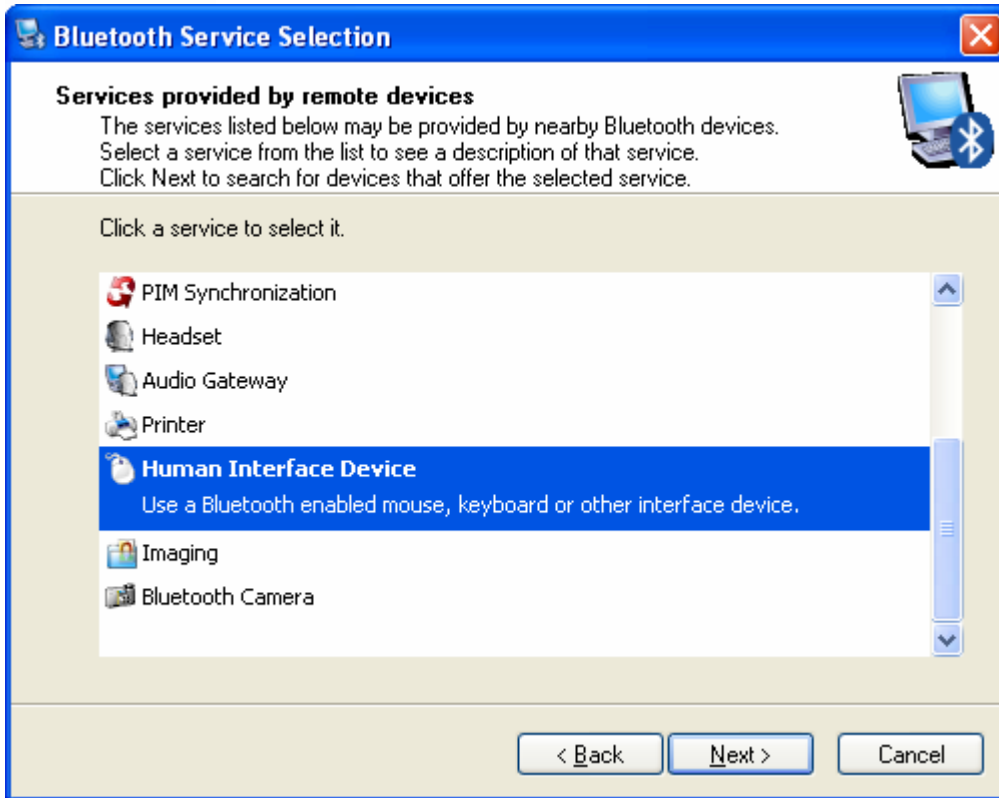 Bluetooth Service Selection
Services provided by remote devices
The services listed below may be provided by nearby Bluetooth devices.
Select a service from the list to see a description of that service.
Click Next to search for devices that offer the selected service.
Click a service to select it.
PIM Synchronization
Headset
Audio Gateway
Printer
Human Interface Device
Use a Bluetooth enabled mouse, keyboard or other interface device.
Imaging
Bluetooth Camera
< Back Next > Cancel